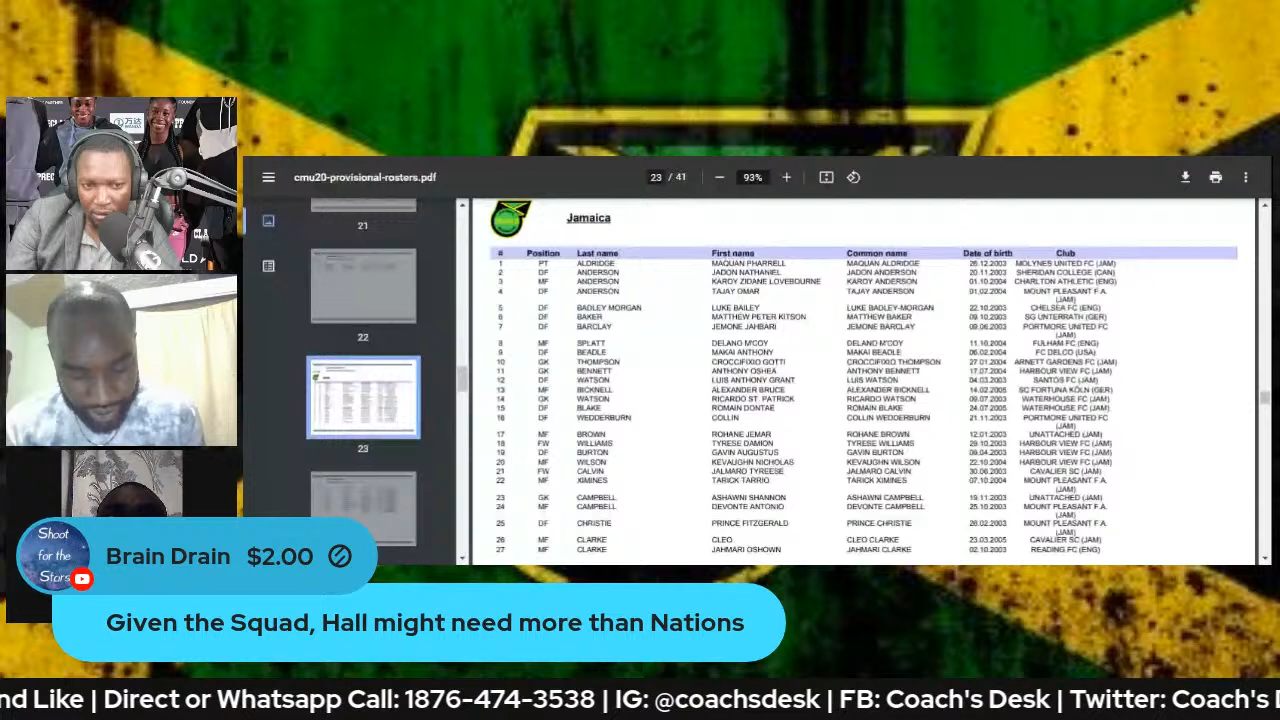 cmu20-provisional-rosters.pdf 23 / 41 93%
21
22
23
Jamaica
# Position Last name First name Common name Date of birth Club
1 PT ALDRIDGE MAQUAN PHARRELL MAQUAN ALDRIDGE 26.12.2003 MOLYNES UNITED FC (JAM)
2 DF ANDERSON JADON NATHANIEL JADON ANDERSON 20.11.2003 SHERIDAN COLLEGE (CAN)
3 MF ANDERSON KAROY ZIDANE LOVEBOURNE KAROY ANDERSON 01.10.2004 CHARLTON ATHLETIC (ENG)
4 DF ANDERSON TAJAY OMAR TAJAY ANDERSON 01.02.2004 MOUNT PLEASANT F.A.
(JAM)
5 DF BADLEY MORGAN LUKE BAILEY LUKE BADLEY-MORGAN 22.10.2003 CHELSEA FC (ENG)
6 DF BAKER MATTHEW PETER KITSON MATTHEW BAKER 09.10.2003 SG UNTERRATH (GER)
7 DF BARCLAY JEMONE JAHBARI JEMONE BARCLAY 09.06.2003 PORTMORE UNITED FC
(JAM)
8 MF SPLATT DELANO M'COY DELANO M'COY 11.10.2004 FULHAM FC (ENG)
9 DF BEADLE MAKAI ANTHONY MAKAI BEADLE 06.02.2004 FC DELCO (USA)
10 GK THOMPSON CROCCIFIXIO GOTTI CROCCIFIXIO THOMPSON 27.01.2004 ARNETT GARDENS FC (JAM)
11 GK BENNETT ANTHONY OSHEA ANTHONY BENNETT 17.07.2004 HARBOUR VIEW FC (JAM)
12 DF WATSON LUIS ANTHONY GRANT LUIS WATSON 04.03.2003 SANTOS FC (JAM)
13 MF BICKNELL ALEXANDER BRUCE ALEXANDER BICKNELL 14.02.2005 SC FORTUNA KÖLN (GER)
14 GK WATSON RICARDO ST. PATRICK RICARDO WATSON 09.07.2003 WATERHOUSE FC (JAM)
15 DF BLAKE ROMAIN DONTAE ROMAIN BLAKE 24.07.2005 WATERHOUSE FC (JAM)
16 DF WEDDERBURN COLLIN COLLIN WEDDERBURN 21.11.2003 PORTMORE UNITED FC
(JAM)
17 MF BROWN ROHANE JEMAR ROHANE BROWN 12.01.2003 UNATTACHED (JAM)
18 FW WILLIAMS TYRESE DAMION TYRESE WILLIAMS 29.10.2003 HARBOUR VIEW FC (JAM)
19 DF BURTON GAVIN AUGUSTUS GAVIN BURTON 09.04.2003 HARBOUR VIEW FC (JAM)
20 MF WILSON KEVAUGHN NICHOLAS KEVAUGHN WILSON 22.10.2004 HARBOUR VIEW FC (JAM)
21 FW CALVIN JALMARO TYREESE JALMARO CALVIN 30.06.2003 CAVALIER SC (JAM)
22 MF XIMINES TARICK TARRIO TARICK XIMINES 07.10.2004 MOUNT PLEASANT F.A.
(JAM)
23 GK CAMPBELL ASHAWNI SHANNON ASHAWNI CAMPBELL 19.11.2003 UNATTACHED (JAM)
24 MF CAMPBELL DEVONTE ANTONIO DEVONTE CAMPBELL 25.10.2003 MOUNT PLEASANT F.A.
(JAM)
25 DF CHRISTIE PRINCE FITZGERALD PRINCE CHRISTIE 26.02.2003 MOUNT PLEASANT F.A.
(JAM)
26 MF CLARKE CLEO CLEO CLARKE 23.03.2005 CAVALIER SC (JAM)
27 MF CLARKE JAHMARI OSHOWN JAHMARI CLARKE 02.10.2003 READING FC (ENG)
Shoot
for the
Stars
Brain Drain $2.00
Given the Squad, Hall might need more than Nations
nd Like | Direct or Whatsapp Call: 1876-474-3538 | IG: @coachsdesk | FB: Coach's Desk | Twitter: Coach's